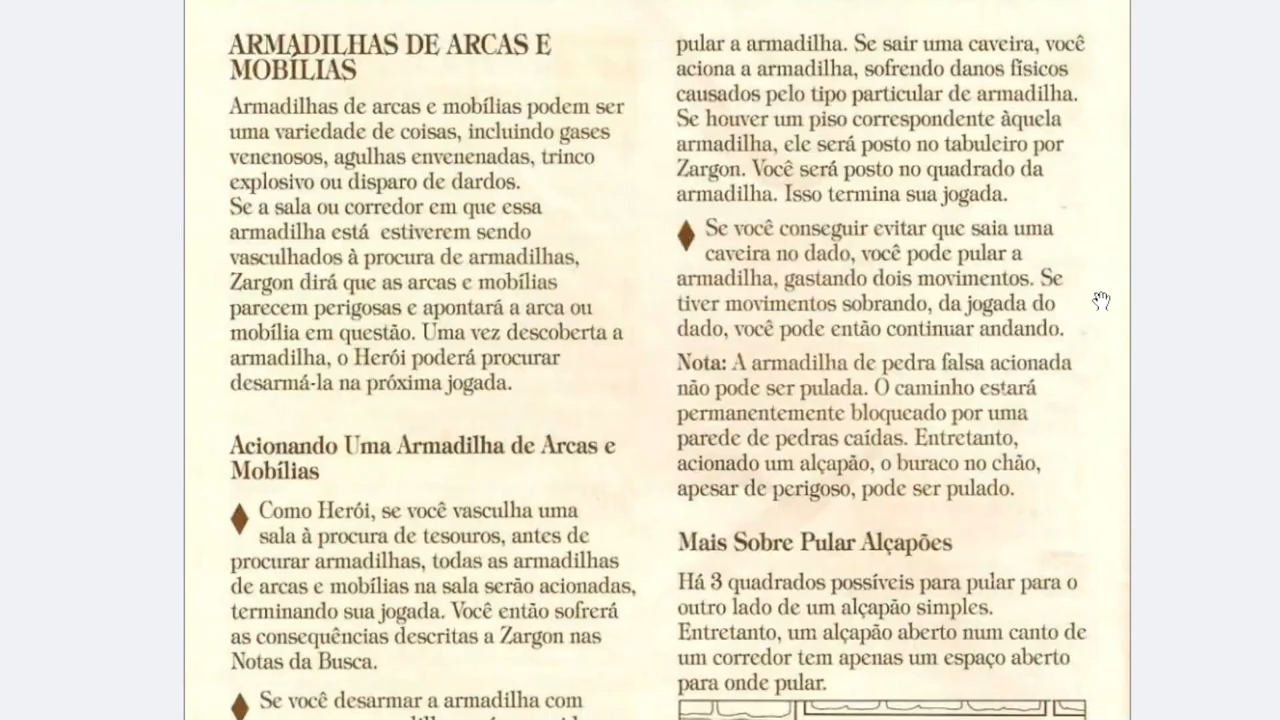 ARMADILHAS DE ARCAS E
MOBÍLIAS
Armadilhas de arcas e mobílias podem ser
uma variedade de coisas, incluindo gases
venenosos, agulhas envenenadas, trinco
explosivo ou disparo de dardos.
Se a sala ou corredor em que essa
armadilha está estiverem sendo
vasculhados à procura de armadilhas,
Zargon dirá que as arcas e mobílias
parecem perigosas e apontará a arca ou
mobília em questão. Uma vez descoberta a
armadilha, o Herói poderá procurar
desarmá-la na próxima jogada.
Acionando Uma Armadilha de Arcas e
Mobílias
Como Herói, se você vasculha uma
sala à procura de tesouros, antes de
procurar armadilhas, todas as armadilhas
de arcas e mobílias na sala serão acionadas,
terminando sua jogada. Você então sofrerá
as consequências descritas a Zargon nas
Notas da Busca.
Se você desarmar a armadilha com
pular a armadilha. Se sair uma caveira, você
aciona a armadilha, sofrendo danos físicos
causados pelo tipo particular de armadilha.
Se houver um piso correspondente àquela
armadilha, ele será posto no tabuleiro por
Zargon. Você será posto no quadrado da
armadilha. Isso termina sua jogada.
Se você conseguir evitar que saia uma
caveira no dado, você pode pular a
armadilha, gastando dois movimentos. Se
tiver movimentos sobrando, da jogada do
dado, você pode então continuar andando.
Nota: A armadilha de pedra falsa acionada
não pode ser pulada. O caminho estará
permanentemente bloqueado por uma
parede de pedras caídas. Entretanto,
acionado um alçapão, o buraco no chão,
apesar de perigoso, pode ser pulado.
Mais Sobre Pular Alçapões
Há 3 quadrados possíveis para pular para o
outro lado de um alçapão simples.
Entretanto, um alçapão aberto num canto de
um corredor tem apenas um espaço aberto
para onde pular.